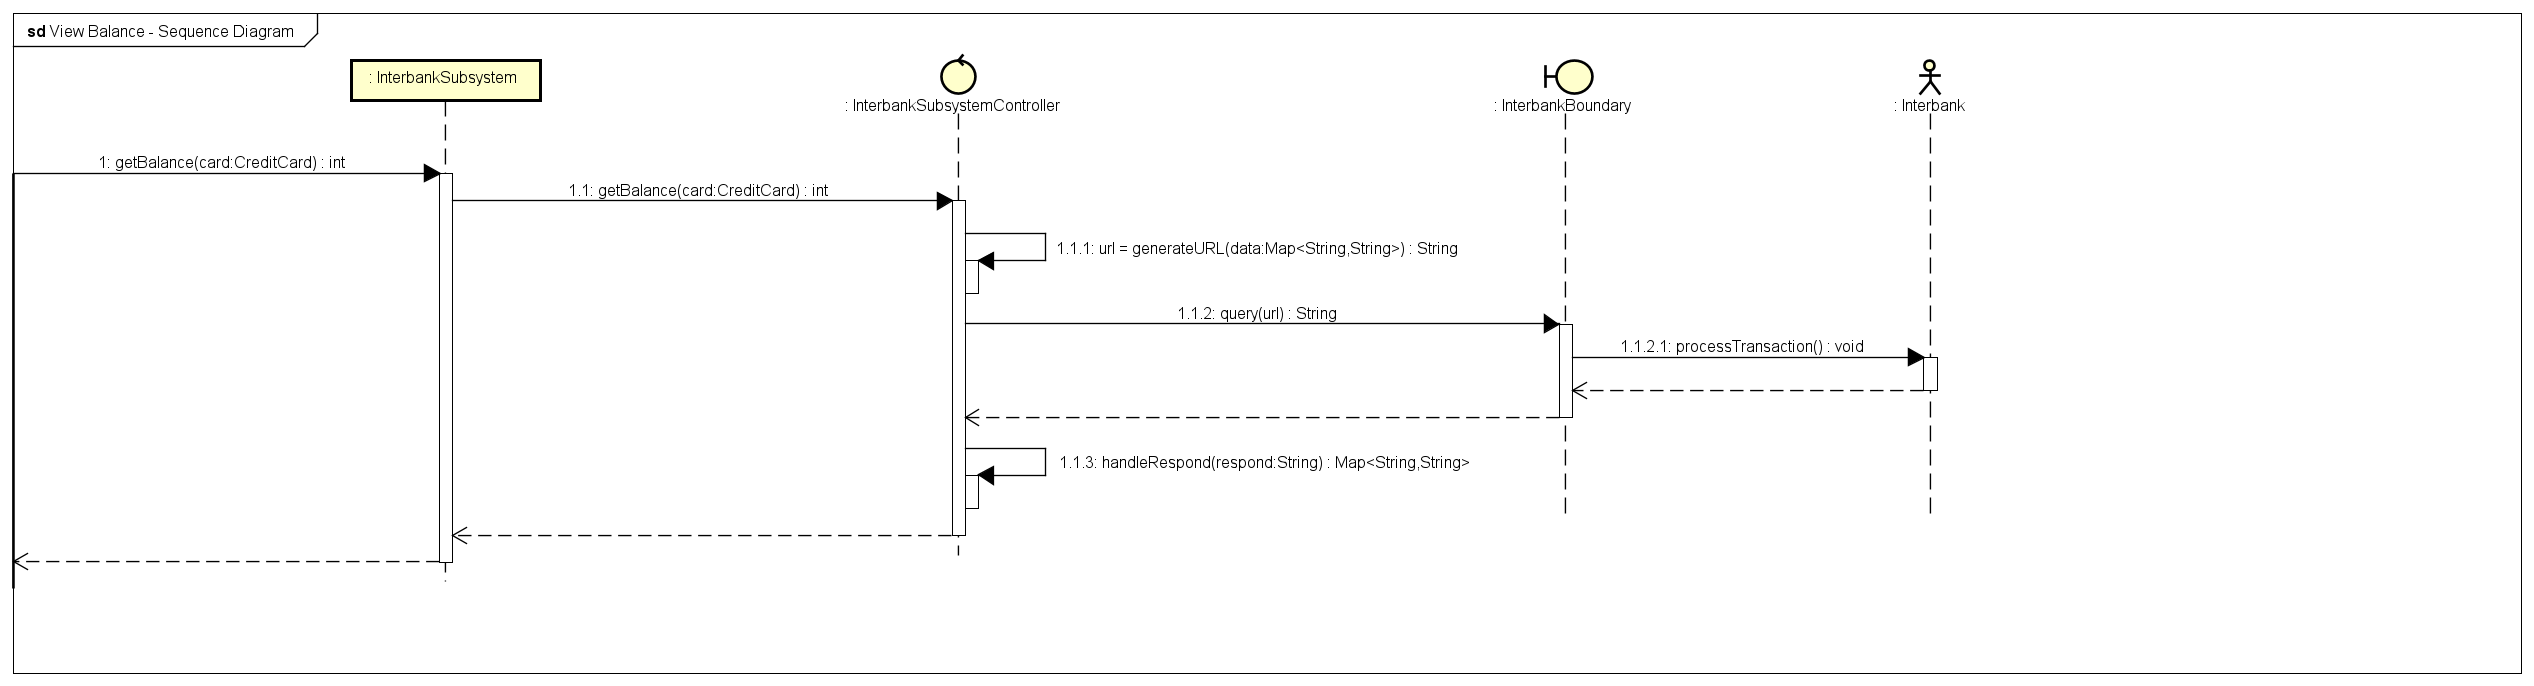 sd View Balance - Sequence Diagram
: InterbankSubsystem
: InterbankSubsystemController
: InterbankBoundary
: Interbank
1: getBalance(card:CreditCard) : int
1.1: getBalance(card:CreditCard) : int
1.1.1: url = generateURL(data:Map<String,String>) : String
1.1.2: query(url) : String
1.1.2.1: processTransaction() : void
1.1.3: handleRespond(respond:String) : Map<String,String>